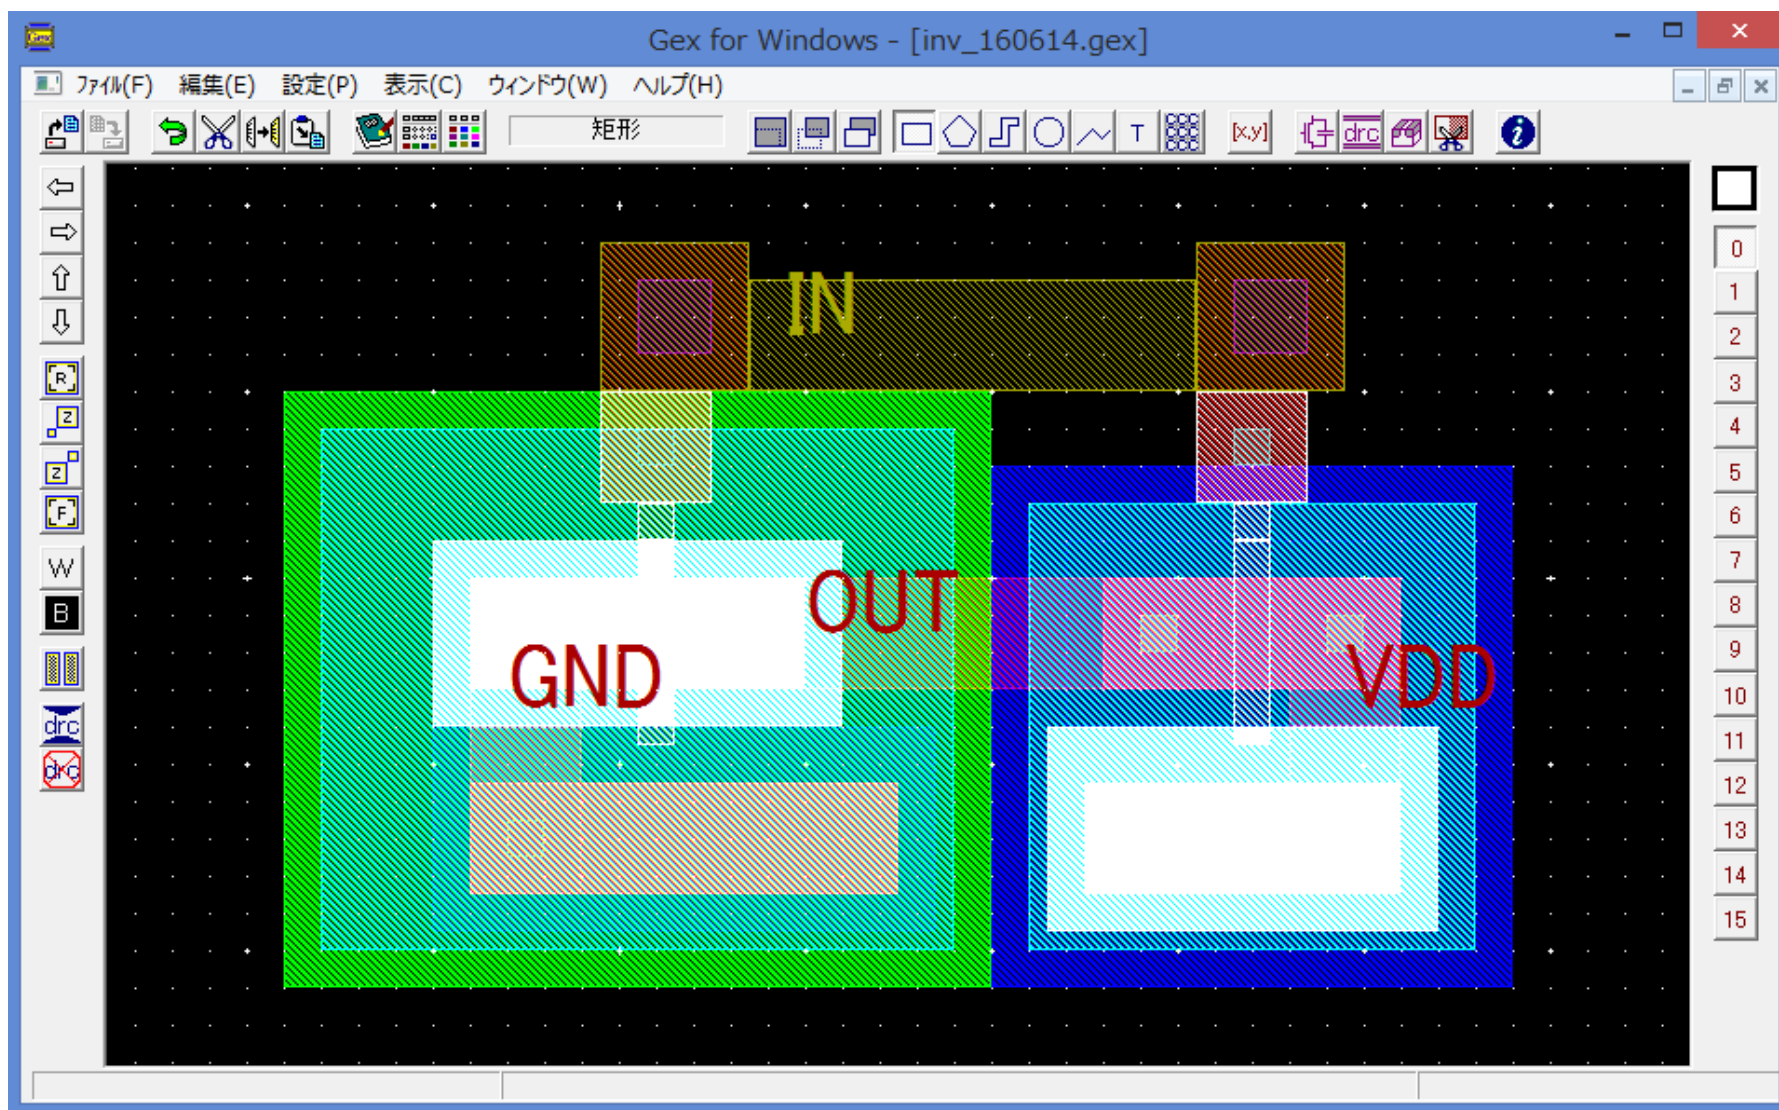 Gex for Windows - [inv_160614.gex]
ファイル(F) 編集(E) 設定(P) 表示(C) ウィンドウ(W) ヘルプ(H)
矩形
T
[x,y]
drc
i
R
Z
Z
F
W
B
drc
drc
IN
OUT
GND
VDD
0
1
2
3
4
5
6
7
8
9
10
11
12
13
14
15